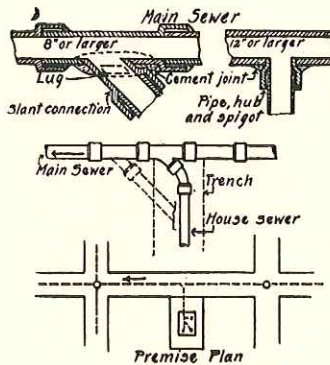 Main Sewer
8" or larger
12" or larger
Lug
Cement joint
Slant connection
Pipe, hub
and spigot
Main Sewer
Trench
House sewer
Premise Plan